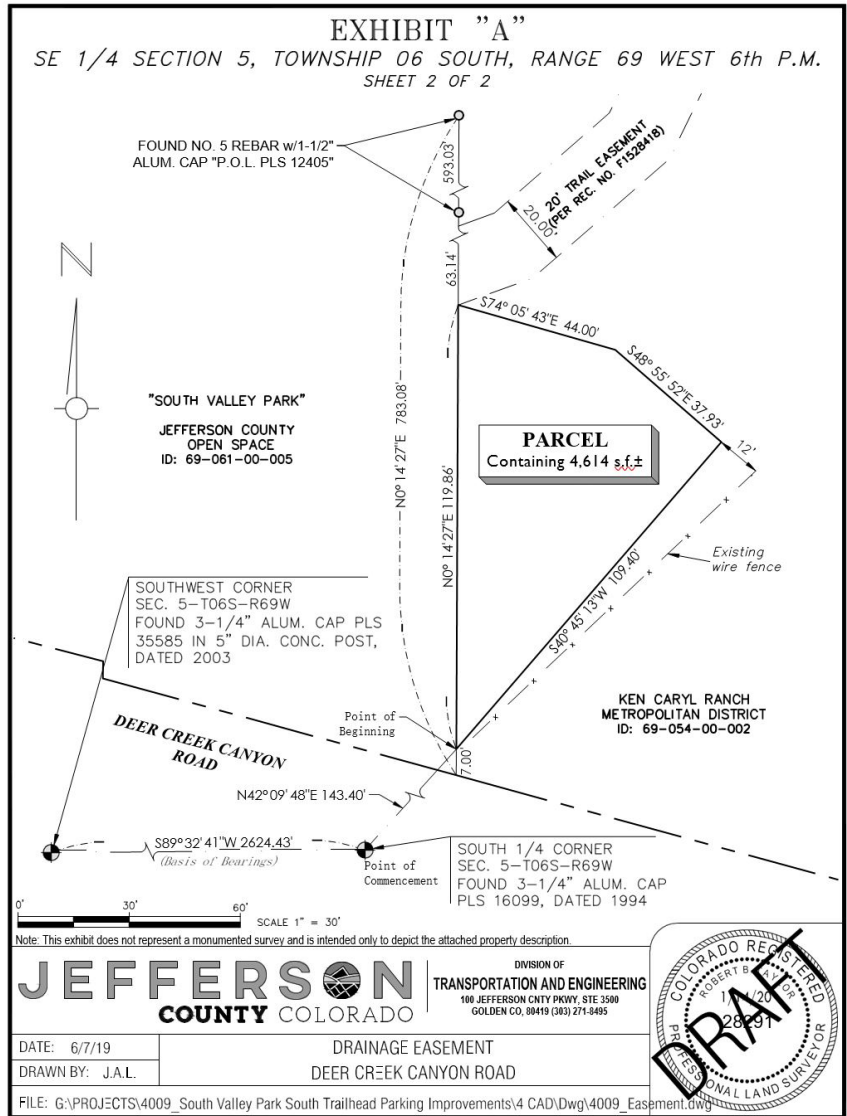 EXHIBIT "A"
SE 1/4 SECTION 5, TOWNSHIP 06 SOUTH, RANGE 69 WEST 6th P.M.
SHEET 2 OF 2
FOUND NO. 5 REBAR w/1-1/2"
ALUM. CAP "P.O.L. PLS 12405"
593.03'
20' TRAIL EASEMENT
(PER REC. NO. F1528418)
20.00'
63.14'
N
S74° 05' 43"E 44.00'
S48° 55' 52"E 37.93'
12'
"SOUTH VALLEY PARK"
JEFFERSON COUNTY
OPEN SPACE
ID: 69-061-00-005
N0° 14' 27"E 783.08'
N0° 14' 27"E 119.86'
PARCEL
Containing 4,614 s.f.±
S40° 45' 13"W 109.40'
Existing
wire fence
SOUTHWEST CORNER
SEC. 5-T06S-R69W
FOUND 3-1/4" ALUM. CAP PLS
35585 IN 5" DIA. CONC. POST,
DATED 2003
KEN CARYL RANCH
METROPOLITAN DISTRICT
ID: 69-054-00-002
Point of
Beginning
7.00'
DEER CREEK CANYON
ROAD
N42° 09' 48"E 143.40'
S89° 32' 41"W 2624.43'
(Basis of Bearings)
Point of
Commencement
SOUTH 1/4 CORNER
SEC. 5-T06S-R69W
FOUND 3-1/4" ALUM. CAP
PLS 16099, DATED 1994
0' 30' 60'
SCALE 1" = 30'
Note: This exhibit does not represent a monumented survey and is intended only to depict the attached property description.
JEFFERSON
COUNTY COLORADO
DIVISION OF
TRANSPORTATION AND ENGINEERING
100 JEFFERSON CNTY PKWY, STE 3500
GOLDEN CO, 80419 (303) 271-8495
COLORADO REGISTERED
ROBERT B
28291
PROFESSIONAL LAND SURVEYOR
DRAFT
DATE: 6/7/19
DRAWN BY: J.A.L.
DRAINAGE EASEMENT
DEER CREEK CANYON ROAD
FILE: G:\PROJECTS\4009_South Valley Park South Trailhead Parking Improvements\4 CAD\Dwg\4009_Easement.dwg